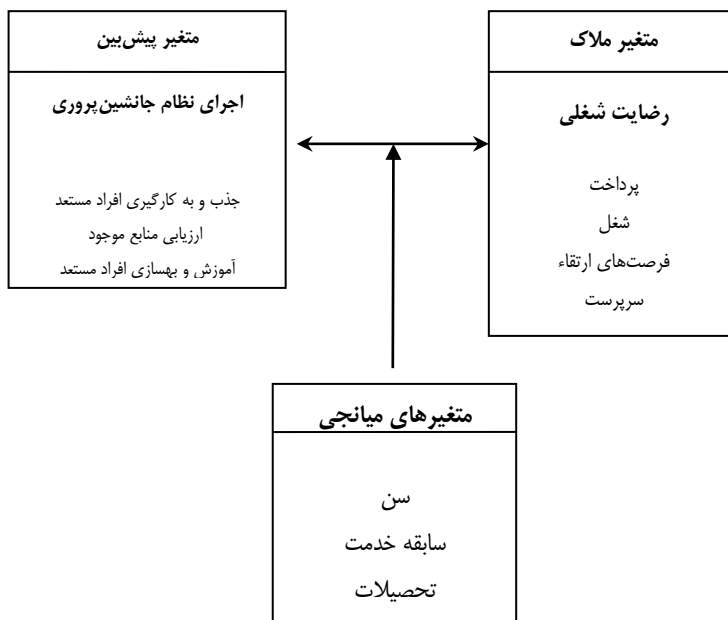 متغیر ملاک
رضایت شغلی
پرداخت
شغل
فرصت‌های ارتقاء
سرپرست
متغیر پیش‌بین
اجرای نظام جانشین‌پروری
جذب و به کارگیری افراد مستعد
ارزیابی منابع موجود
آموزش و بهسازی افراد مستعد
متغیرهای میانجی
سن
سابقه خدمت
تحصیلات